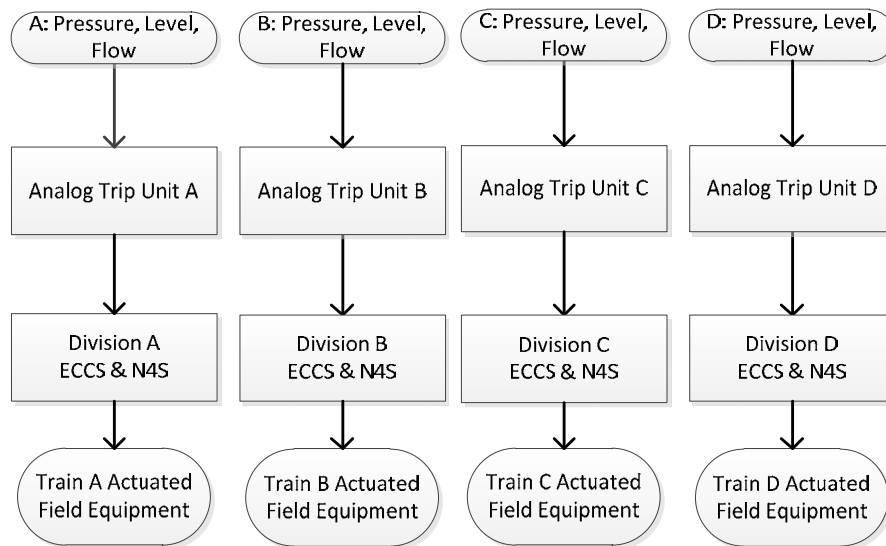 A: Pressure, Level,
Flow
B: Pressure, Level,
Flow
C: Pressure, Level,
Flow
D: Pressure, Level,
Flow
Analog Trip Unit A
Analog Trip Unit B
Analog Trip Unit C
Analog Trip Unit D
Division A
ECCS & N4S
Division B
ECCS & N4S
Division C
ECCS & N4S
Division D
ECCS & N4S
Train A Actuated
Field Equipment
Train B Actuated
Field Equipment
Train C Actuated
Field Equipment
Train D Actuated
Field Equipment